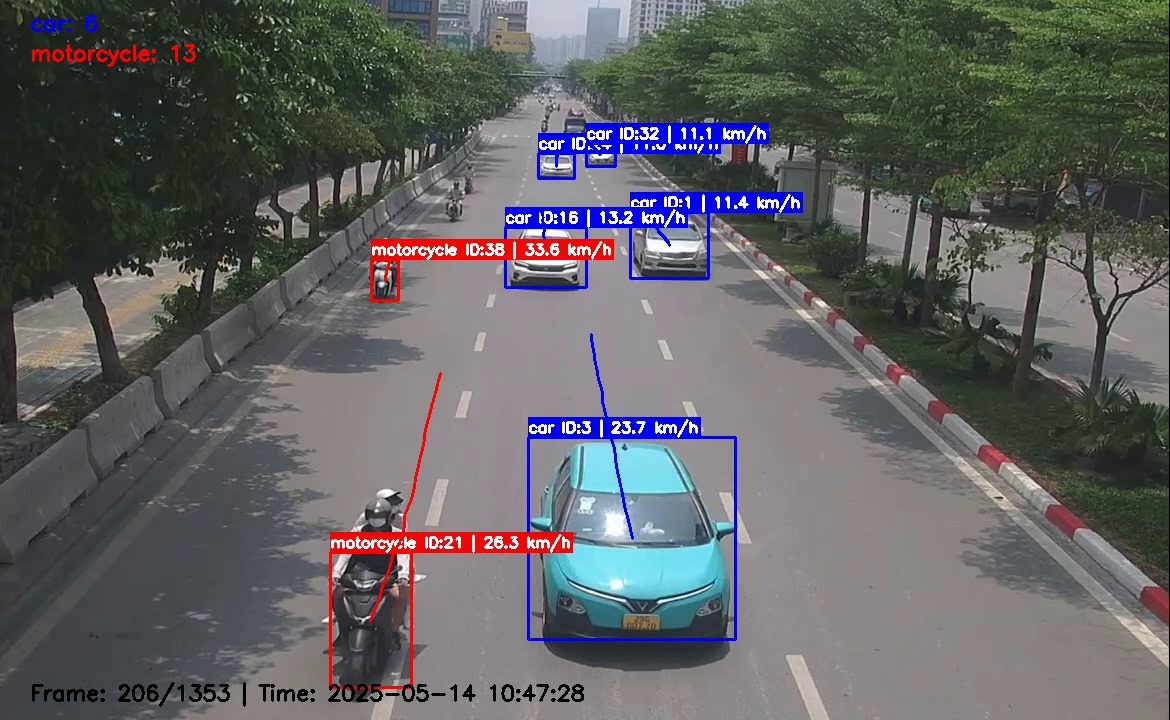 car: 6
motorcycle: 13
car ID:32 | 11.1 km/h
car
car ID:1 | 11.4 km/h
car ID:16 | 13.2 km/h
motorcycle ID:38 | 33.6 km/h
car ID:3 | 23.7 km/h
motorcycle ID:21 | 26.3 km/h
Frame: 206/1353 | Time: 2025-05-14 10:47:28